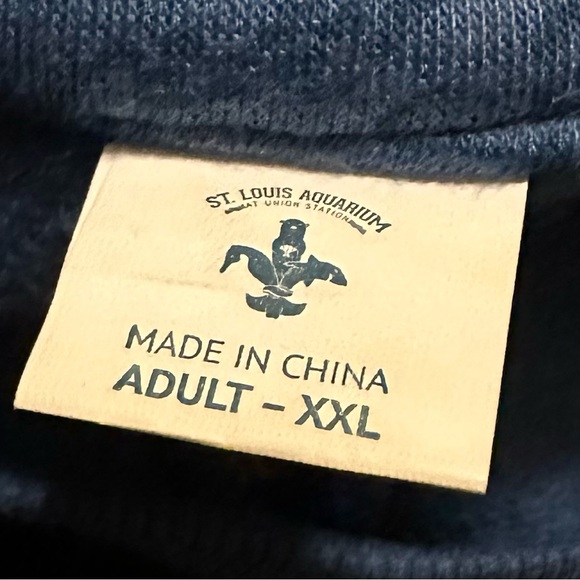 ST. LOUIS AQUARIUM
AT UNION STATION
MADE IN CHINA
ADULT – XXL